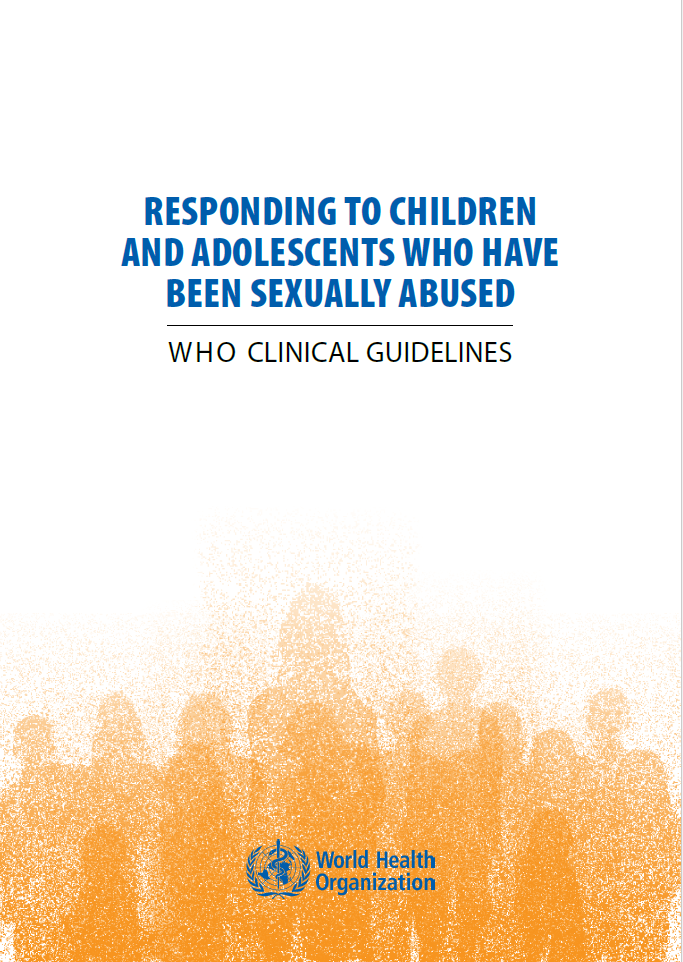 RESPONDING TO CHILDREN
AND ADOLESCENTS WHO HAVE
BEEN SEXUALLY ABUSED
WHO CLINICAL GUIDELINES
World Health
Organization